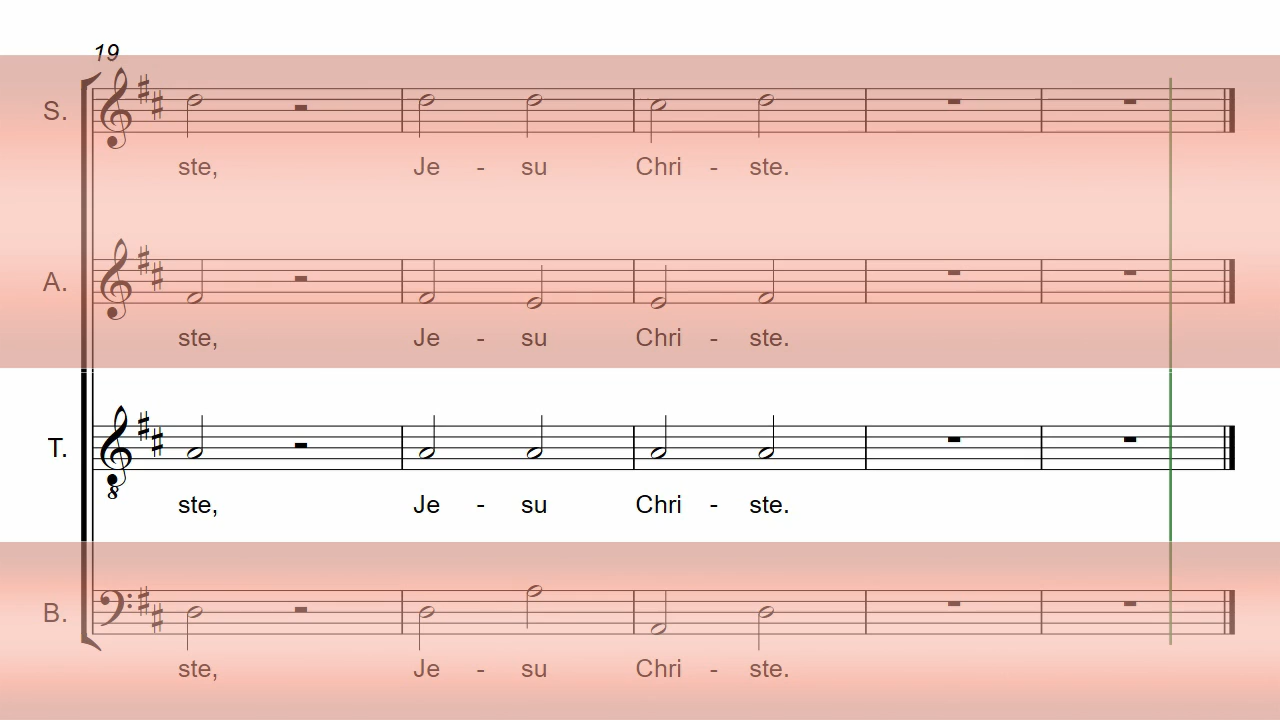 19
S.
ste, Je - su Chri - ste.
A.
ste, Je - su Chri - ste.
T.
8
ste, Je - su Chri - ste.
B.
ste, Je - su Chri - ste.